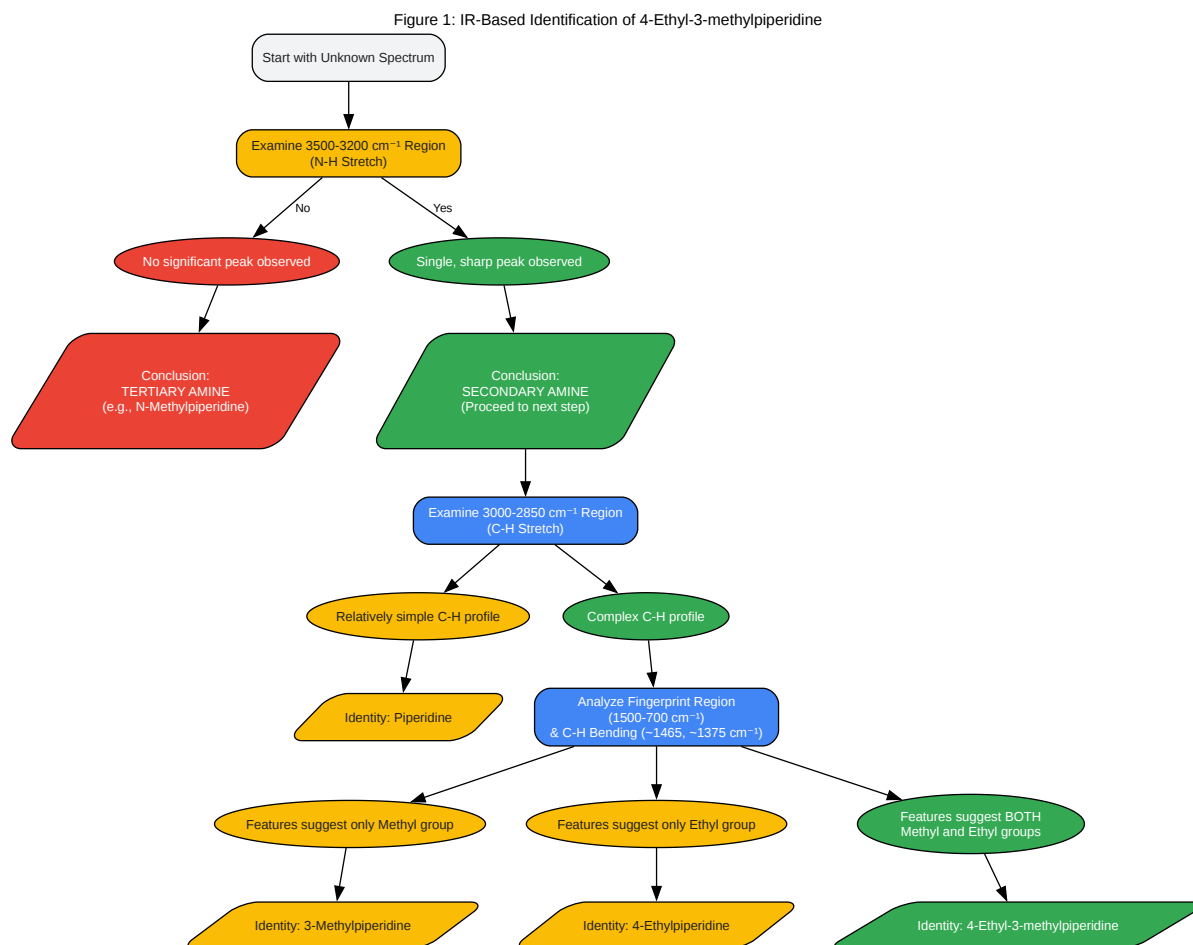 Figure 1: IR-Based Identification of 4-Ethyl-3-methylpiperidine
Start with Unknown Spectrum
Examine 3500-3200 cm⁻¹ Region
(N-H Stretch)
No
Yes
No significant peak observed
Single, sharp peak observed
Conclusion:
TERTIARY AMINE
(e.g., N-Methylpiperidine)
Conclusion:
SECONDARY AMINE
(Proceed to next step)
Examine 3000-2850 cm⁻¹ Region
(C-H Stretch)
Relatively simple C-H profile
Complex C-H profile
Identity: Piperidine
Analyze Fingerprint Region
(1500-700 cm⁻¹)
& C-H Bending (~1465, ~1375 cm⁻¹)
Features suggest only Methyl group
Features suggest only Ethyl group
Features suggest BOTH
Methyl and Ethyl groups
Identity: 3-Methylpiperidine
Identity: 4-Ethylpiperidine
Identity: 4-Ethyl-3-methylpiperidine